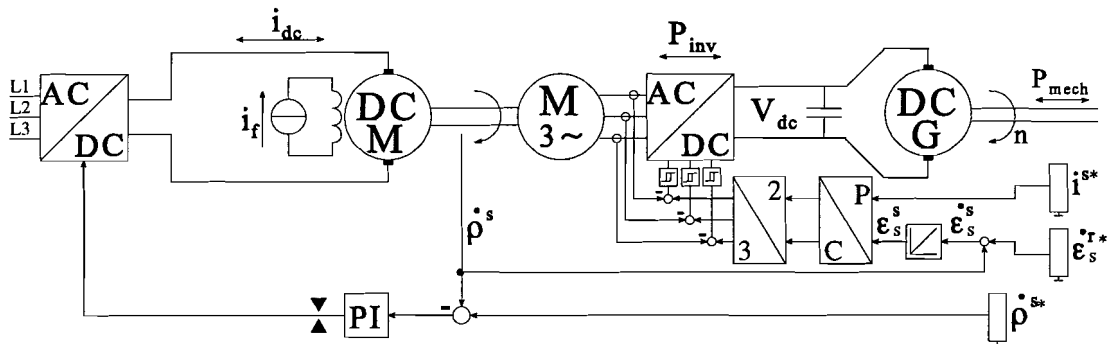 i_dc
P_inv
P_mech
L1
L2
L3
AC
DC
i_f
DC
M
M
3~
AC
DC
V_dc
DC
G
n
ρ̇^s
2
3
P
C
ε_s^s
ε̇_s^s
i^s*
ε̇_s^r*
-
-
-
PI
-
ρ̇^s*